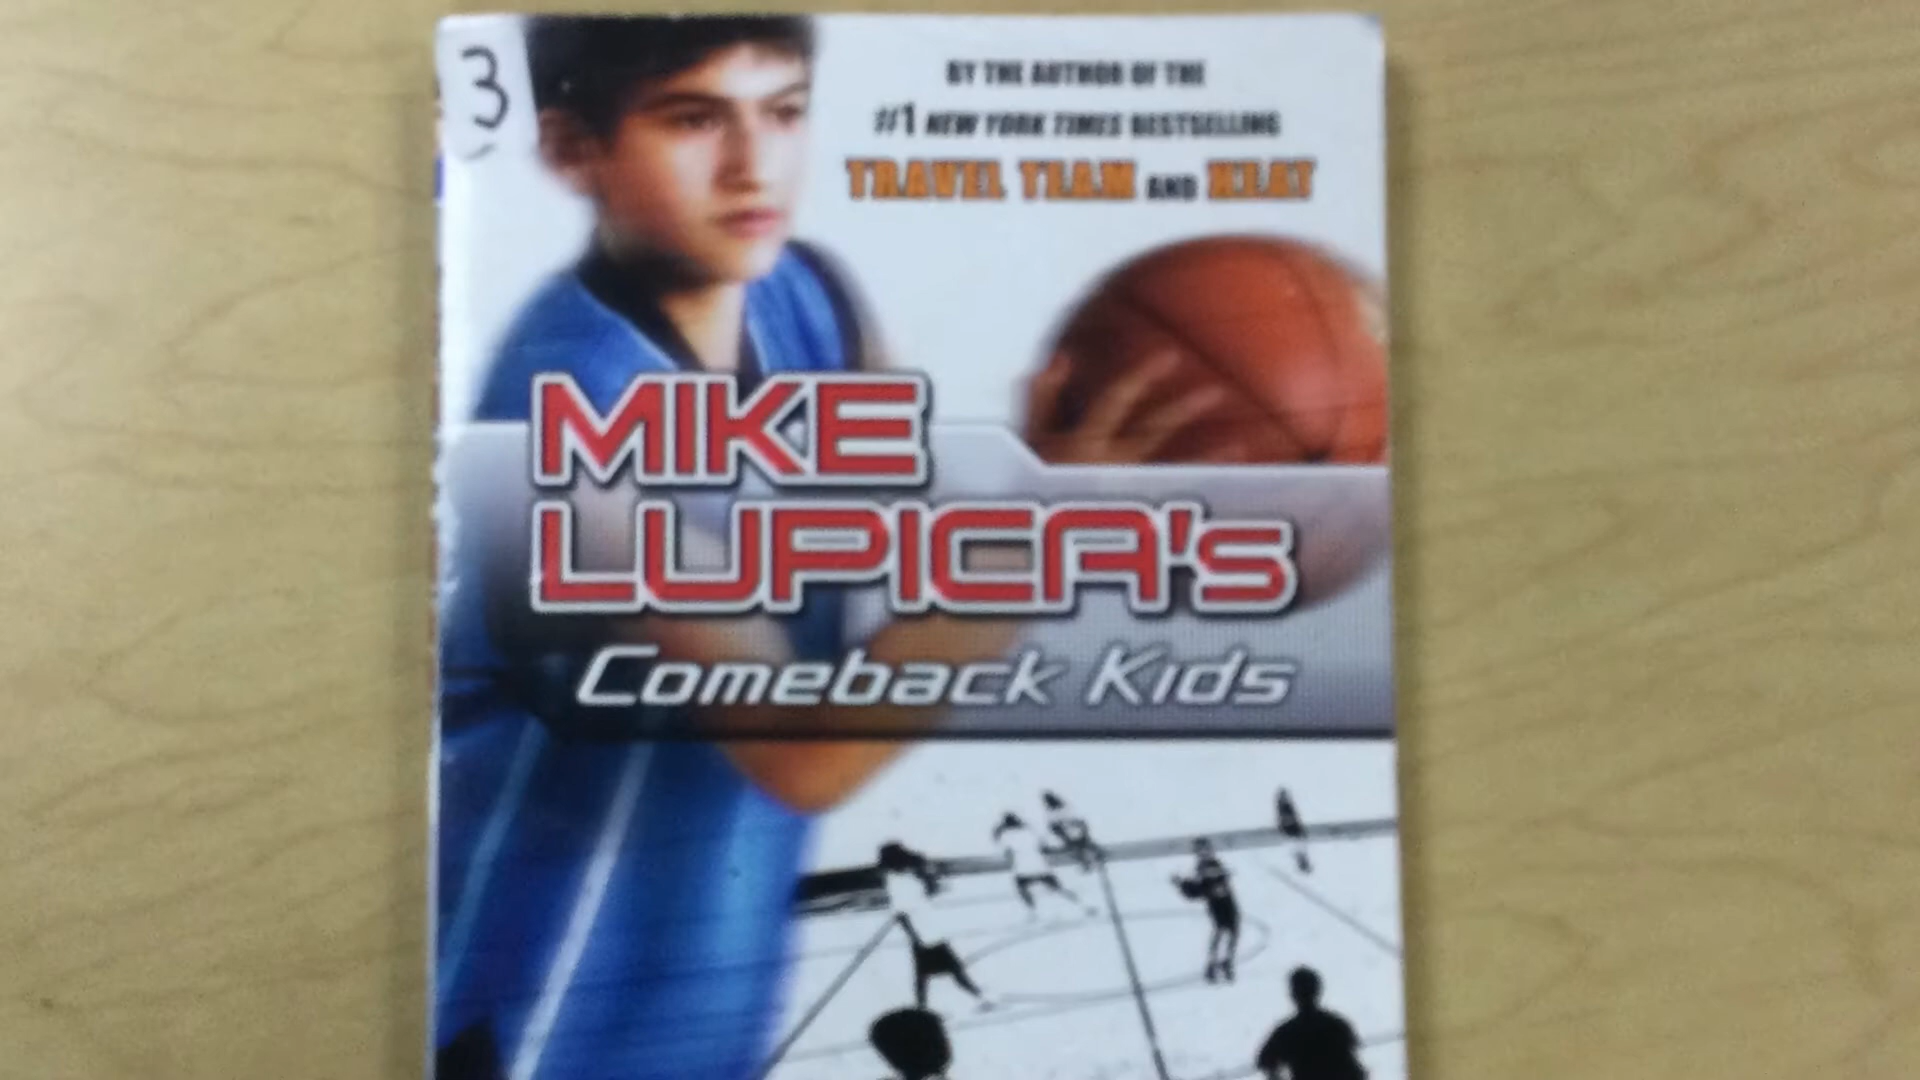 3
BY THE AUTHOR OF THE
#1 NEW YORK TIMES BESTSELLING
TRAVEL TEAM AND HEAT
MIKE
LUPICA's
Comeback Kids